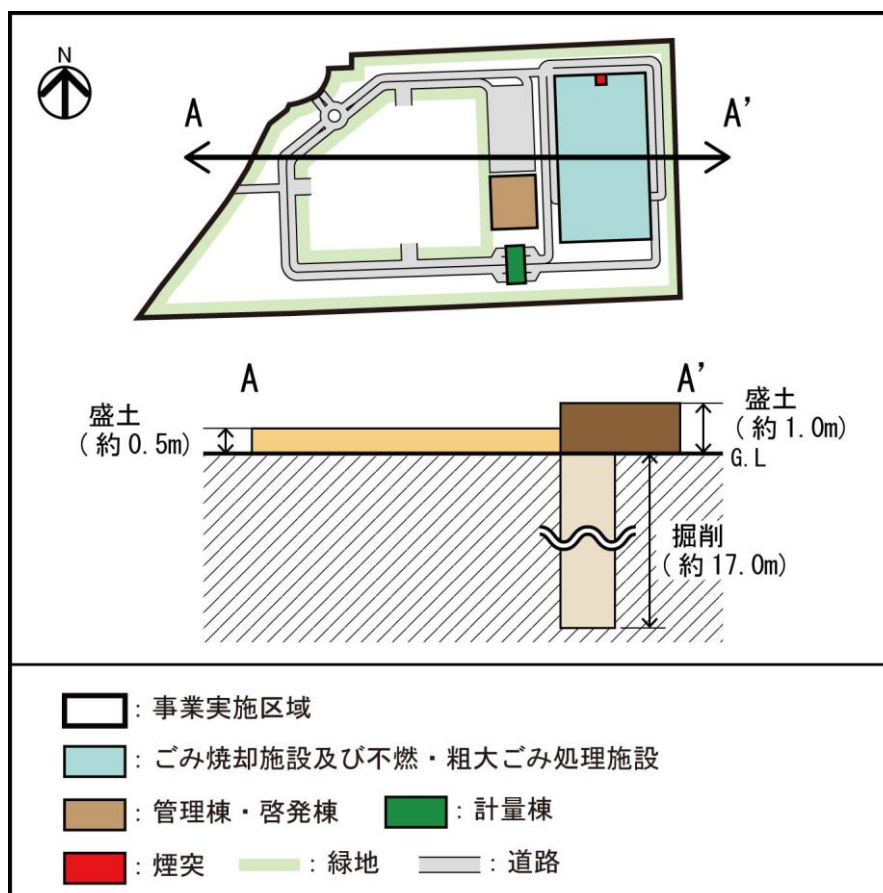 N
A A’
A A’
盛土
(約0.5m)
盛土
(約1.0m)
G.L
掘削
(約17.0m)
：事業実施区域
：ごみ焼却施設及び不燃・粗大ごみ処理施設
：管理棟・啓発棟 ：計量棟
：煙突 ：緑地 ：道路